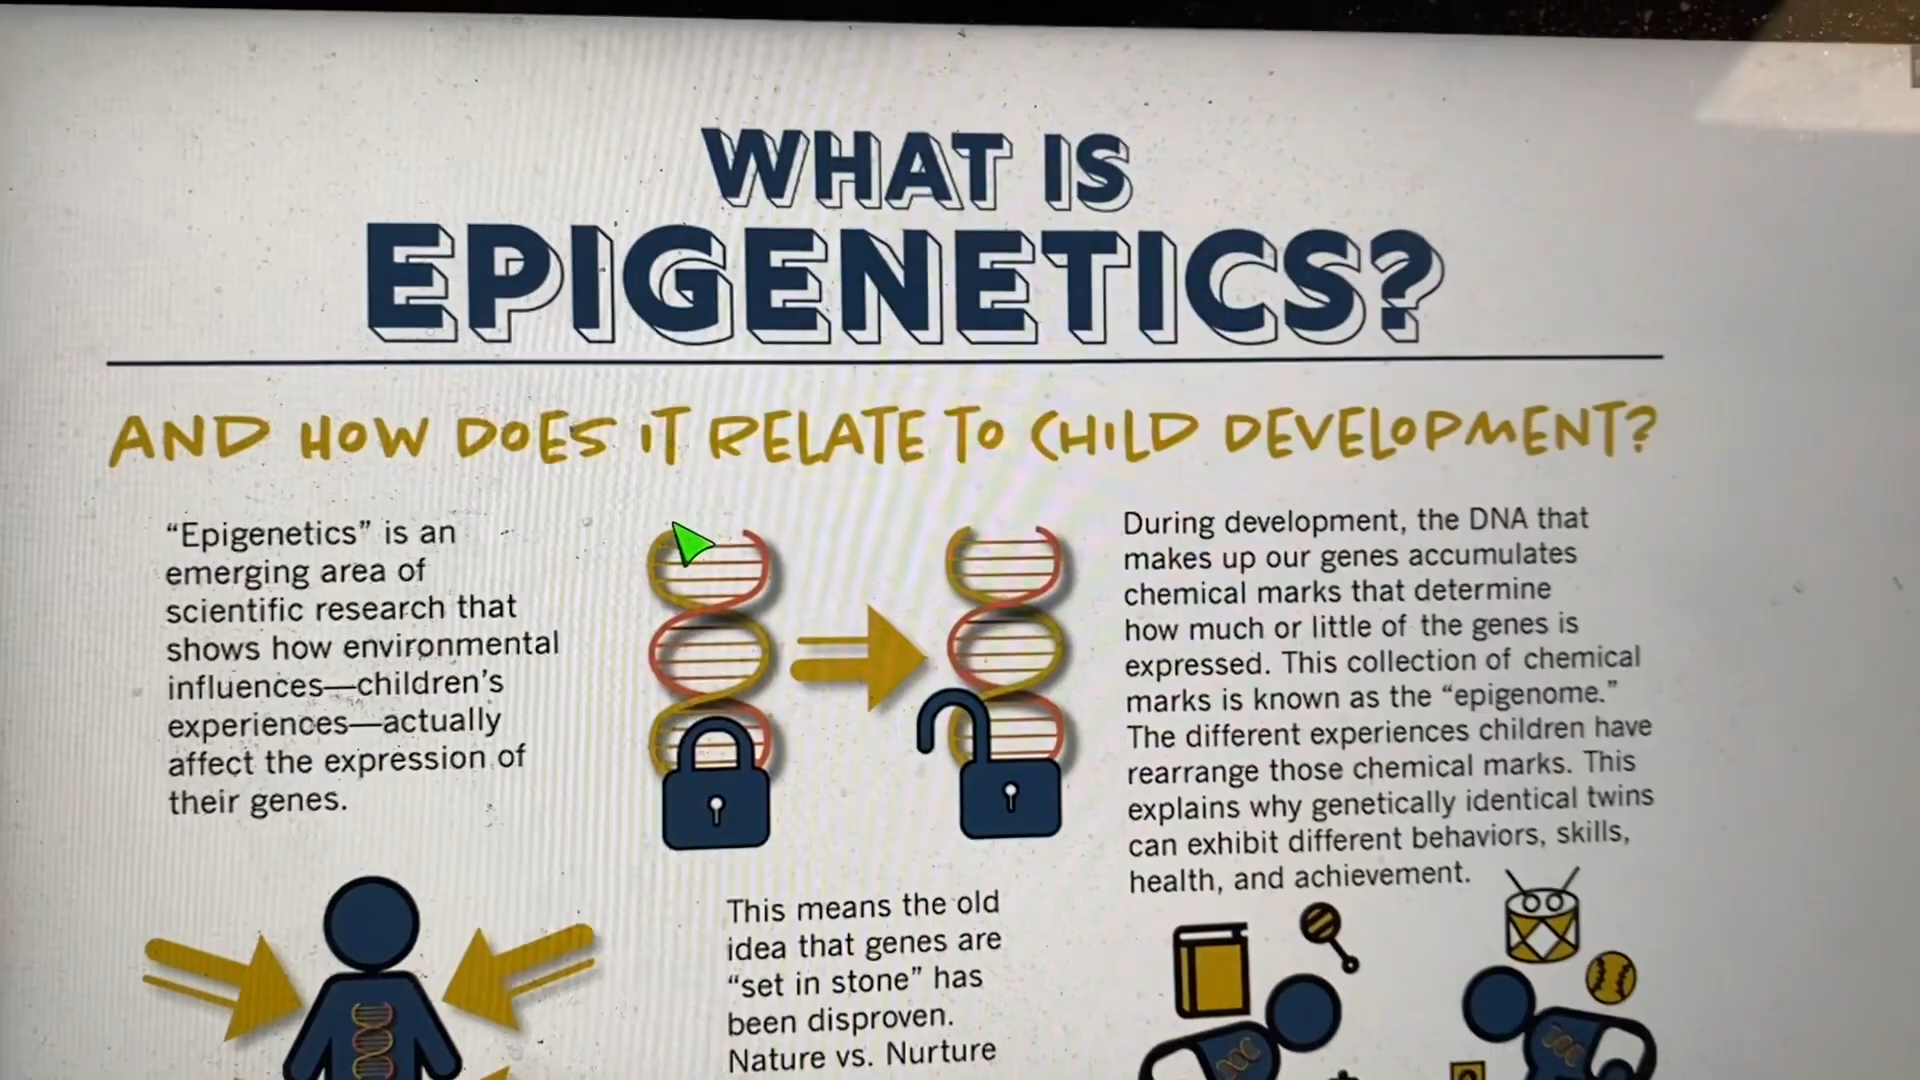 WHAT IS
EPIGENETICS?
AND HOW DOES IT RELATE TO CHILD DEVELOPMENT?
“Epigenetics” is an
emerging area of
scientific research that
shows how environmental
influences—children’s
experiences—actually
affect the expression of
their genes.
During development, the DNA that
makes up our genes accumulates
chemical marks that determine
how much or little of the genes is
expressed. This collection of chemical
marks is known as the “epigenome.”
The different experiences children have
rearrange those chemical marks. This
explains why genetically identical twins
can exhibit different behaviors, skills,
health, and achievement.
This means the old
idea that genes are
“set in stone” has
been disproven.
Nature vs. Nurture